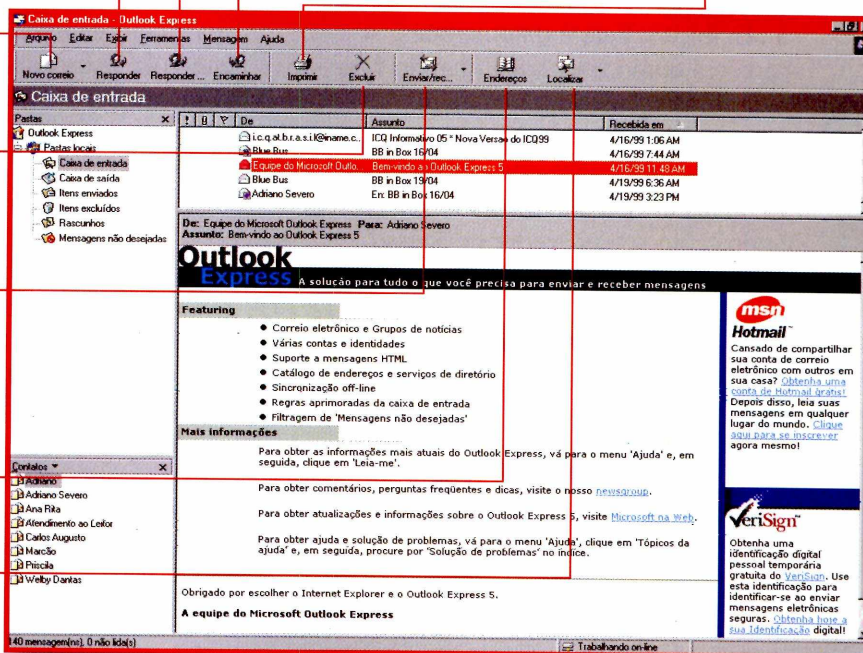 Caixa de entrada - Outlook Express
Arquivo Editar Exibir Ferramentas Mensagem Ajuda
Novo correio Responder Responder ... Encaminhar Imprimir Excluir Enviar/rec... Endereços Localizar
Caixa de entrada
Pastas
Outlook Express
Pastas locais
Caixa de entrada
Caixa de saída
Itens enviados
Itens excluídos
Rascunhos
Mensagens não desejadas
De Assunto Recebida em
i.c.q.at.b.r.a.s.i.l@iname.c... ICQ Informativo 05 * Nova Versao do ICQ99 4/16/99 1:06 AM
Blue Bus BB in Box 16/04 4/16/99 7:44 AM
Equipe do Microsoft Outlo... Bem-vindo ao Outlook Express 5 4/16/99 11:48 AM
Blue Bus BB in Box 19/04 4/19/99 6:36 AM
Adriano Severo En: BB in Box 16/04 4/19/99 3:23 PM
De: Equipe do Microsoft Outlook Express Para: Adriano Severo
Assunto: Bem-vindo ao Outlook Express 5
Outlook
Express A solução para tudo o que você precisa para enviar e receber mensagens
Featuring
Correio eletrônico e Grupos de notícias
Várias contas e identidades
Suporte a mensagens HTML
Catálogo de endereços e serviços de diretório
Sincronização off-line
Regras aprimoradas da caixa de entrada
Filtragem de 'Mensagens não desejadas'
Mais informações
Para obter as informações mais atuais do Outlook Express, vá para o menu 'Ajuda' e, em
seguida, clique em 'Leia-me'.
Para obter comentários, perguntas freqüentes e dicas, visite o nosso newsgroup.
Para obter atualizações e informações sobre o Outlook Express 5, visite Microsoft na Web.
Para obter ajuda e solução de problemas, vá para o menu 'Ajuda', clique em 'Tópicos da
ajuda' e, em seguida, procure por 'Solução de problemas' no índice.
Obrigado por escolher o Internet Explorer e o Outlook Express 5.
A equipe do Microsoft Outlook Express
msn
Hotmail
Cansado de compartilhar
sua conta de correio
eletrônico com outros em
sua casa? Obtenha uma
conta de Hotmail grátis!
Depois disso, leia suas
mensagens em qualquer
lugar do mundo. Clique
aqui para se inscrever
agora mesmo!
VeriSign
Obtenha uma
identificação digital
pessoal temporária
gratuita do VeriSign. Use
esta identificação para
identificar-se ao enviar
mensagens eletrônicas
seguras. Obtenha hoje a
sua Identificação digital!
Contatos
Adriano
Adriano Severo
Ana Rita
Atendimento ao Leitor
Carlos Augusto
Marcão
Priscila
Welby Dantas
140 mensagem(ns), 0 não lida(s) Trabalhando on-line